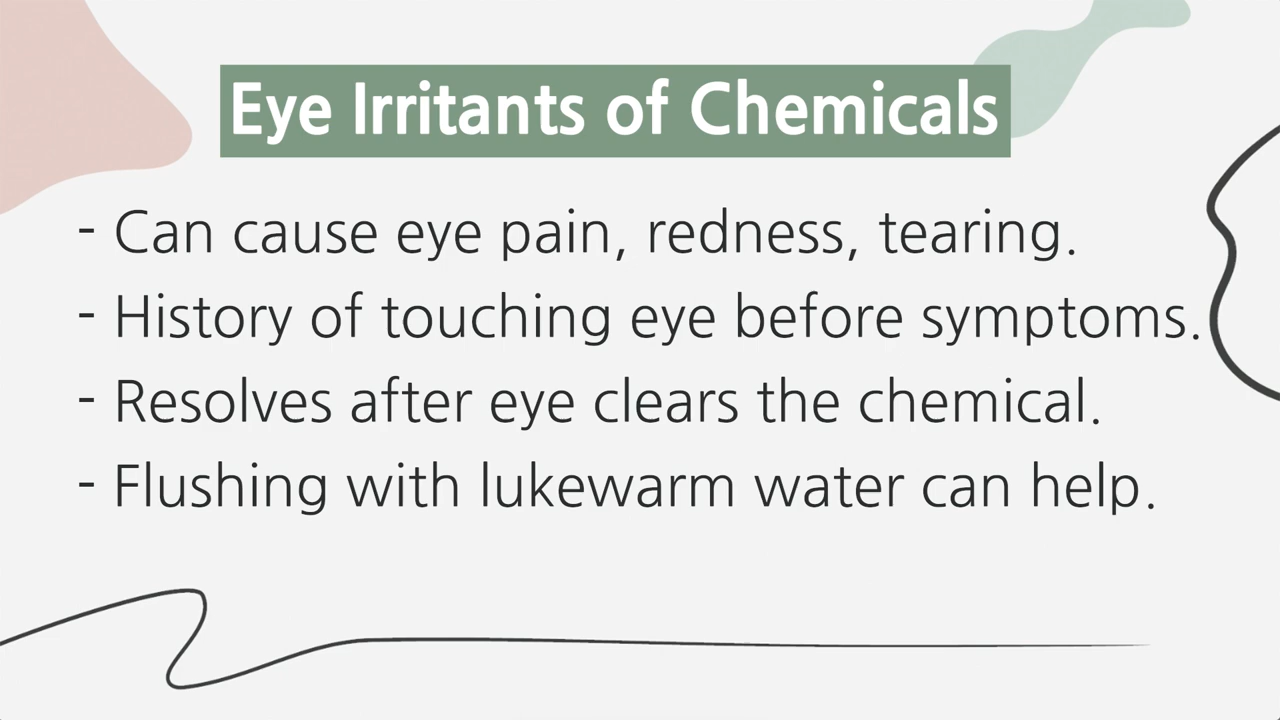 Eye Irritants of Chemicals
- Can cause eye pain, redness, tearing.
- History of touching eye before symptoms.
- Resolves after eye clears the chemical.
- Flushing with lukewarm water can help.